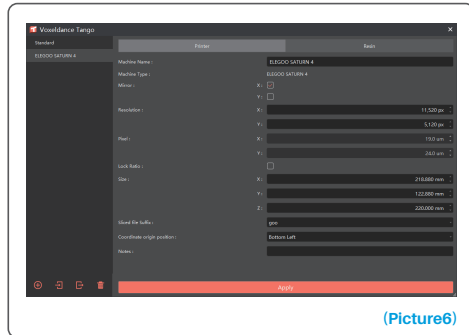 Voxeldance Tango
Standard
ELEGOO SATURN 4
Printer Resin
Machine Name : ELEGOO SATURN 4
Machine Type : ELEGOO SATURN 4
Mirror : X :
Y :
Resolution : X : 11,520 px
Y : 5,120 px
Pixel : X : 19.0 um
Y : 24.0 um
Lock Ratio :
Size : X : 218.880 mm
Y : 122.880 mm
Z : 220.000 mm
Sliced file Suffix : goo
Coordinate origin position : Bottom Left
Notes :
Apply
(Picture6)